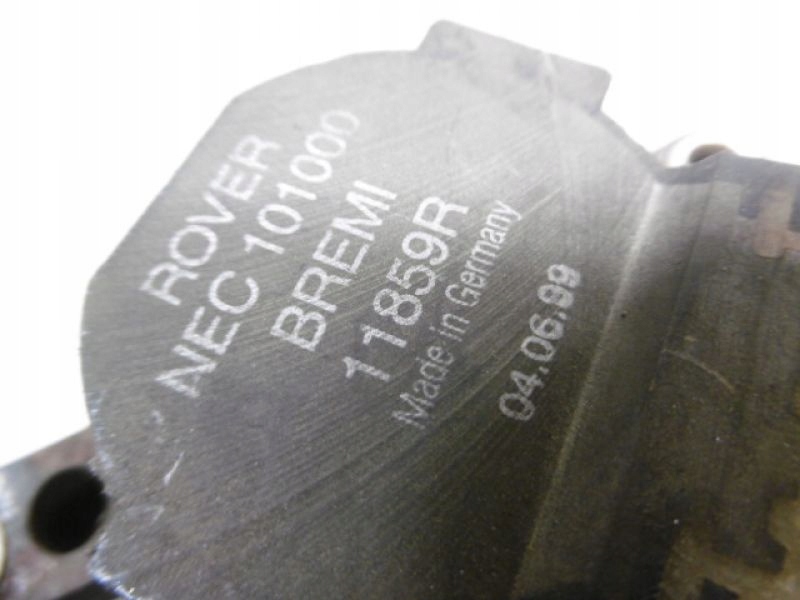 ROVER
NEC 101000
BREMI
11859R
Made in Germany
04.06.99